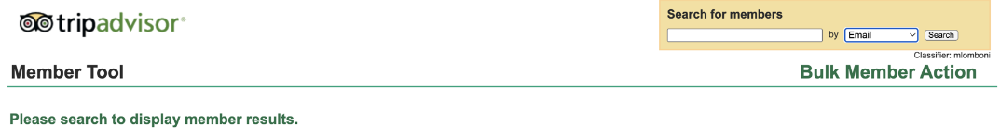 tripadvisor®
Search for members
by Email Search
Classifier: mlomboni
Member Tool
Bulk Member Action
Please search to display member results.